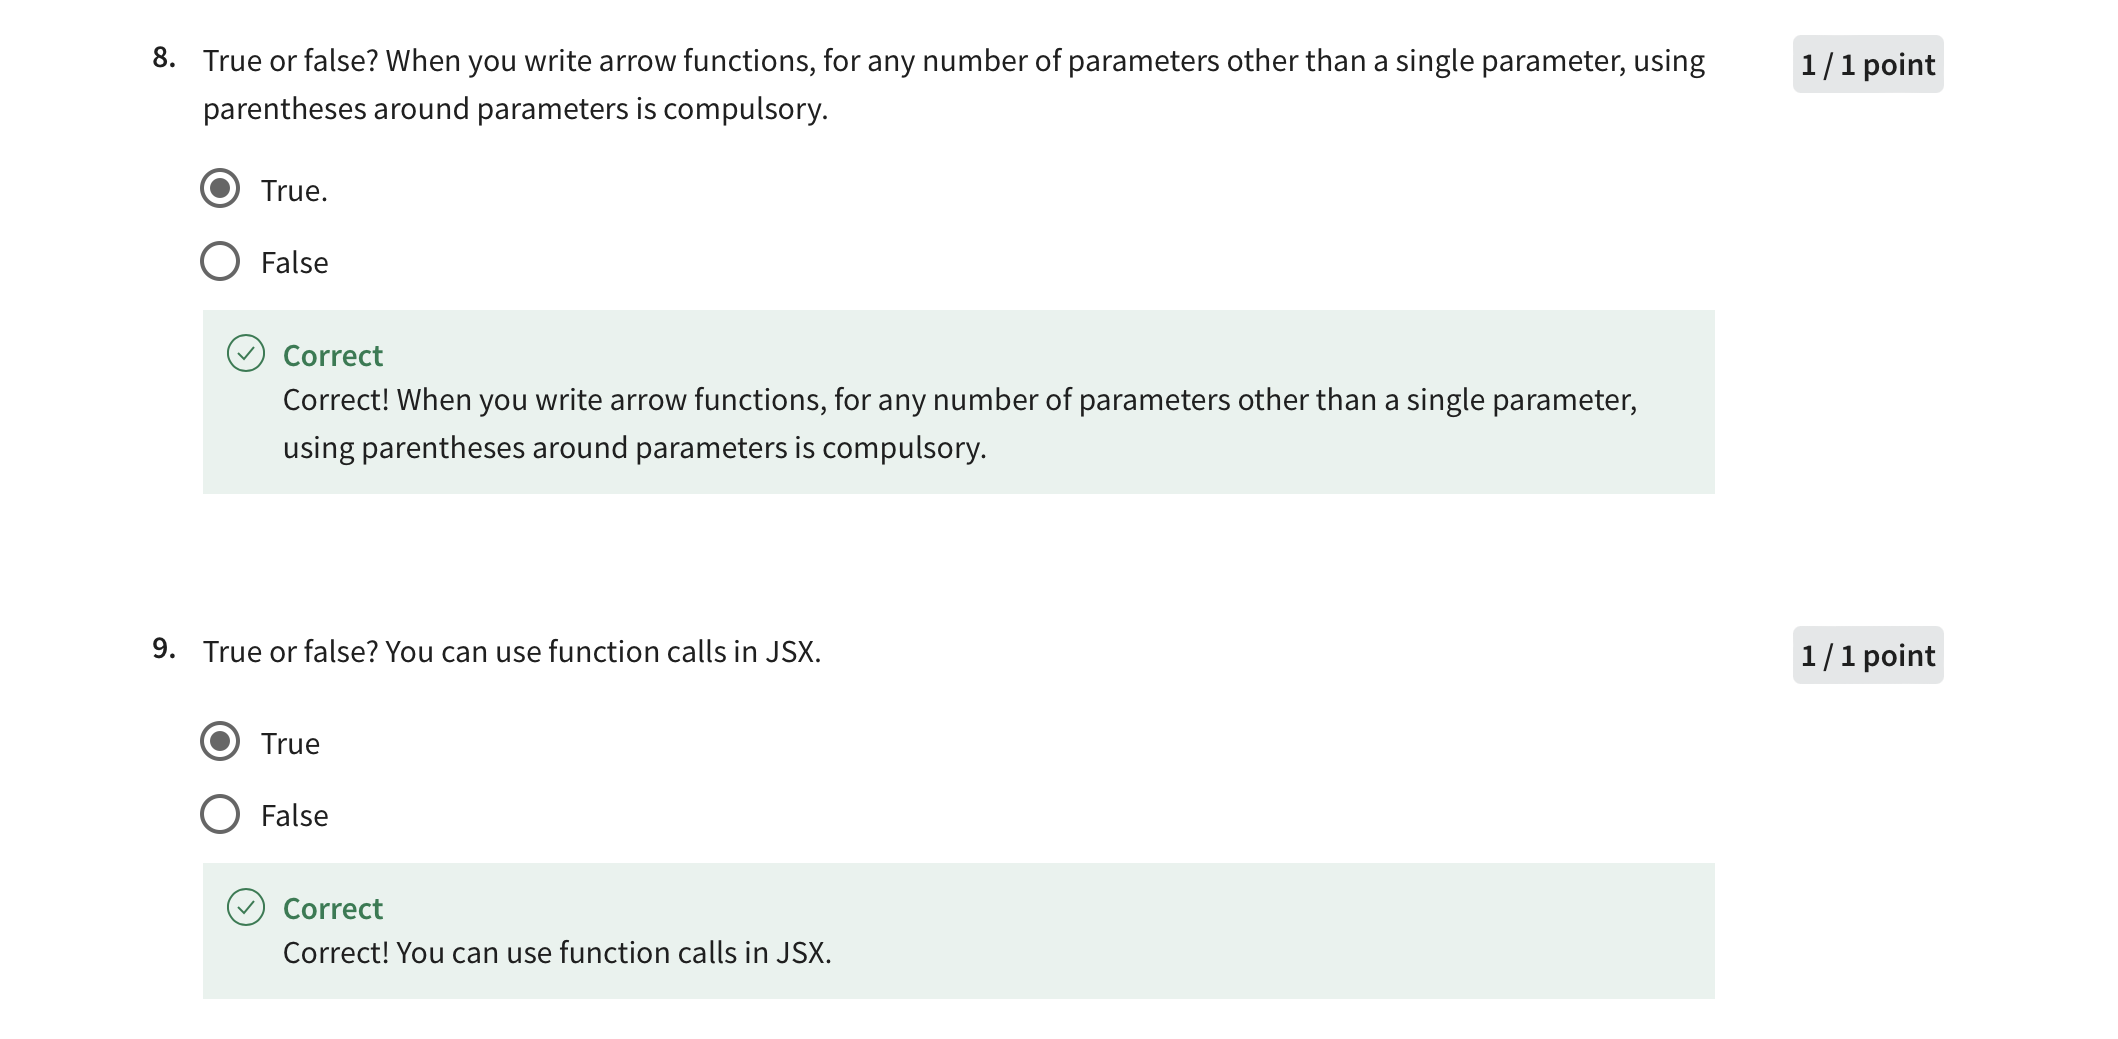 8. True or false? When you write arrow functions, for any number of parameters other than a single parameter, using 1 / 1 point
parentheses around parameters is compulsory.
True.
False
Correct
Correct! When you write arrow functions, for any number of parameters other than a single parameter,
using parentheses around parameters is compulsory.
9. True or false? You can use function calls in JSX. 1 / 1 point
True
False
Correct
Correct! You can use function calls in JSX.